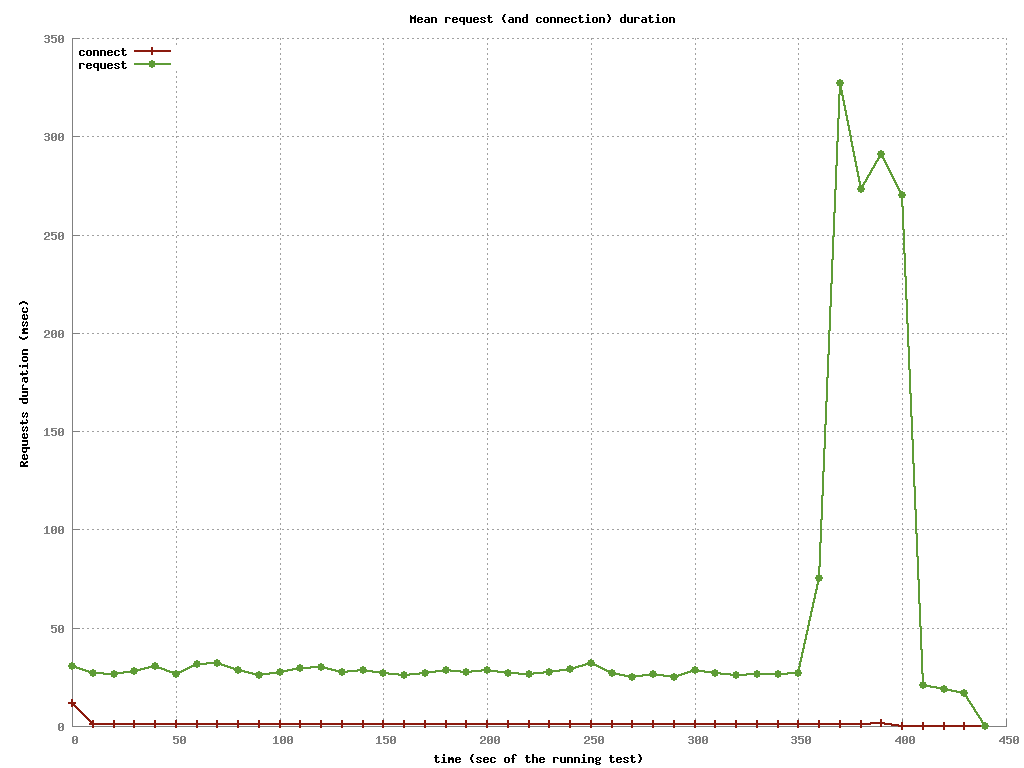 Mean request (and connection) duration
350
connect
request
300
250
200
150
100
50
0
Requests duration (msec)
0 50 100 150 200 250 300 350 400 450
time (sec of the running test)